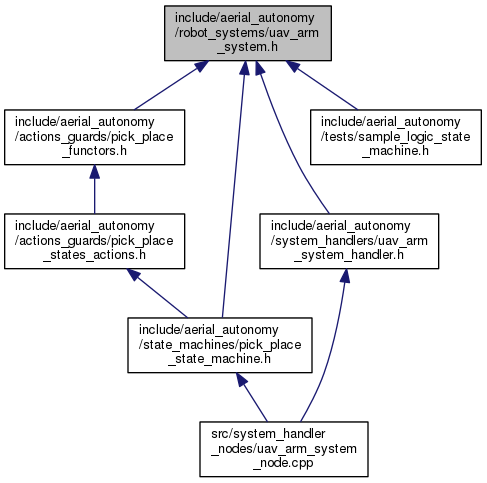 include/aerial_autonomy
/robot_systems/uav_arm
_system.h
include/aerial_autonomy
/actions_guards/pick_place
_functors.h
include/aerial_autonomy
/tests/sample_logic_state
_machine.h
include/aerial_autonomy
/actions_guards/pick_place
_states_actions.h
include/aerial_autonomy
/system_handlers/uav_arm
_system_handler.h
include/aerial_autonomy
/state_machines/pick_place
_state_machine.h
src/system_handler
_nodes/uav_arm_system
_node.cpp